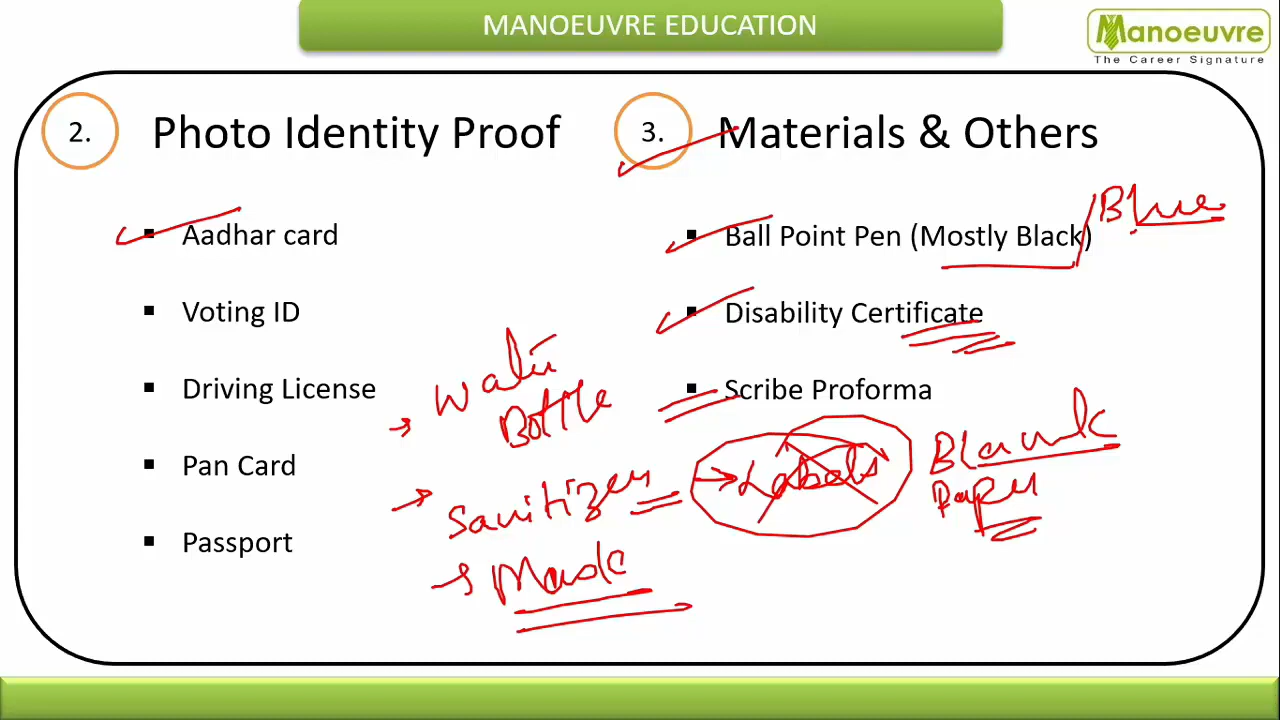 MANOEUVRE EDUCATION
Manoeuvre
The Career Signature
2.
Photo Identity Proof
Aadhar card
Voting ID
Driving License
Pan Card
Passport
3.
Materials & Others
Ball Point Pen (Mostly Black)
/Blue
Disability Certificate
Scribe Proforma
Water
Bottle
Sanitizer
Mask
Labels
Blank
Paper